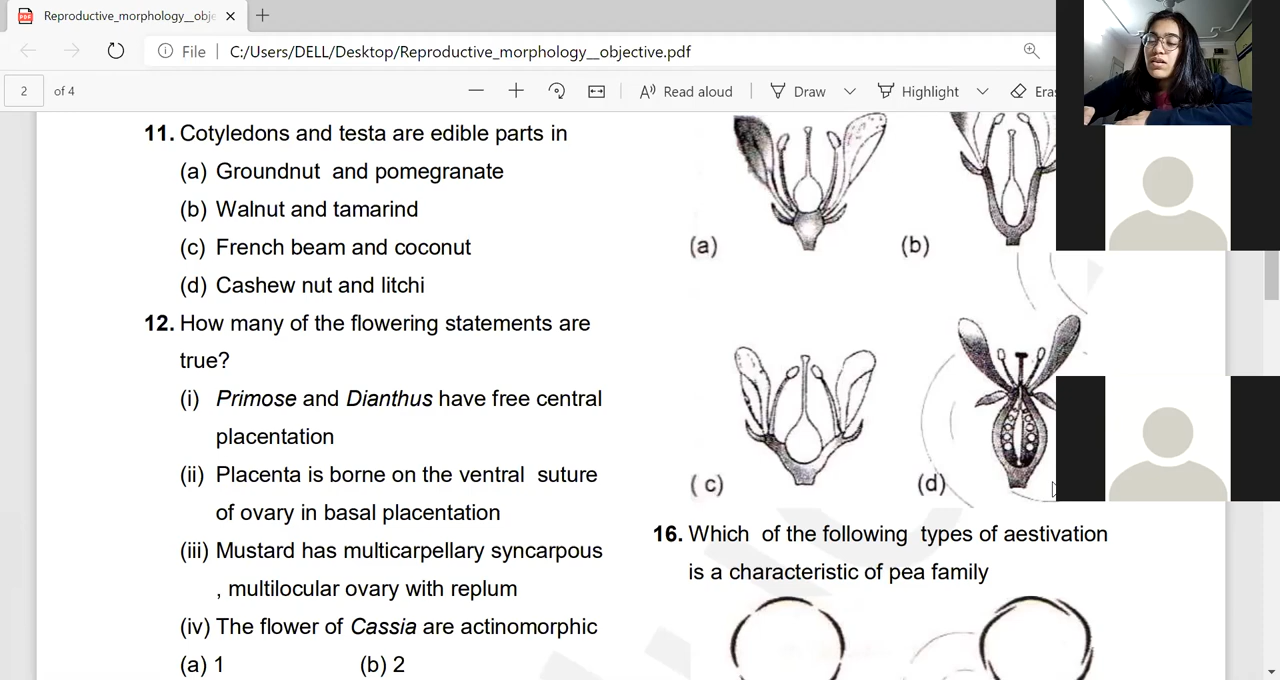 Reproductive_morphology__obje
File
C:/Users/DELL/Desktop/Reproductive_morphology__objective.pdf
2 of 4
Read aloud
Draw
Highlight
11. Cotyledons and testa are edible parts in
(a) Groundnut and pomegranate
(b) Walnut and tamarind
(c) French beam and coconut
(d) Cashew nut and litchi
12. How many of the flowering statements are
true?
(i) Primose and Dianthus have free central
placentation
(ii) Placenta is borne on the ventral suture
of ovary in basal placentation
(iii) Mustard has multicarpellary syncarpous
, multilocular ovary with replum
(iv) The flower of Cassia are actinomorphic
(a) 1 (b) 2
(a) (b)
( c) (d)
16. Which of the following types of aestivation
is a characteristic of pea family